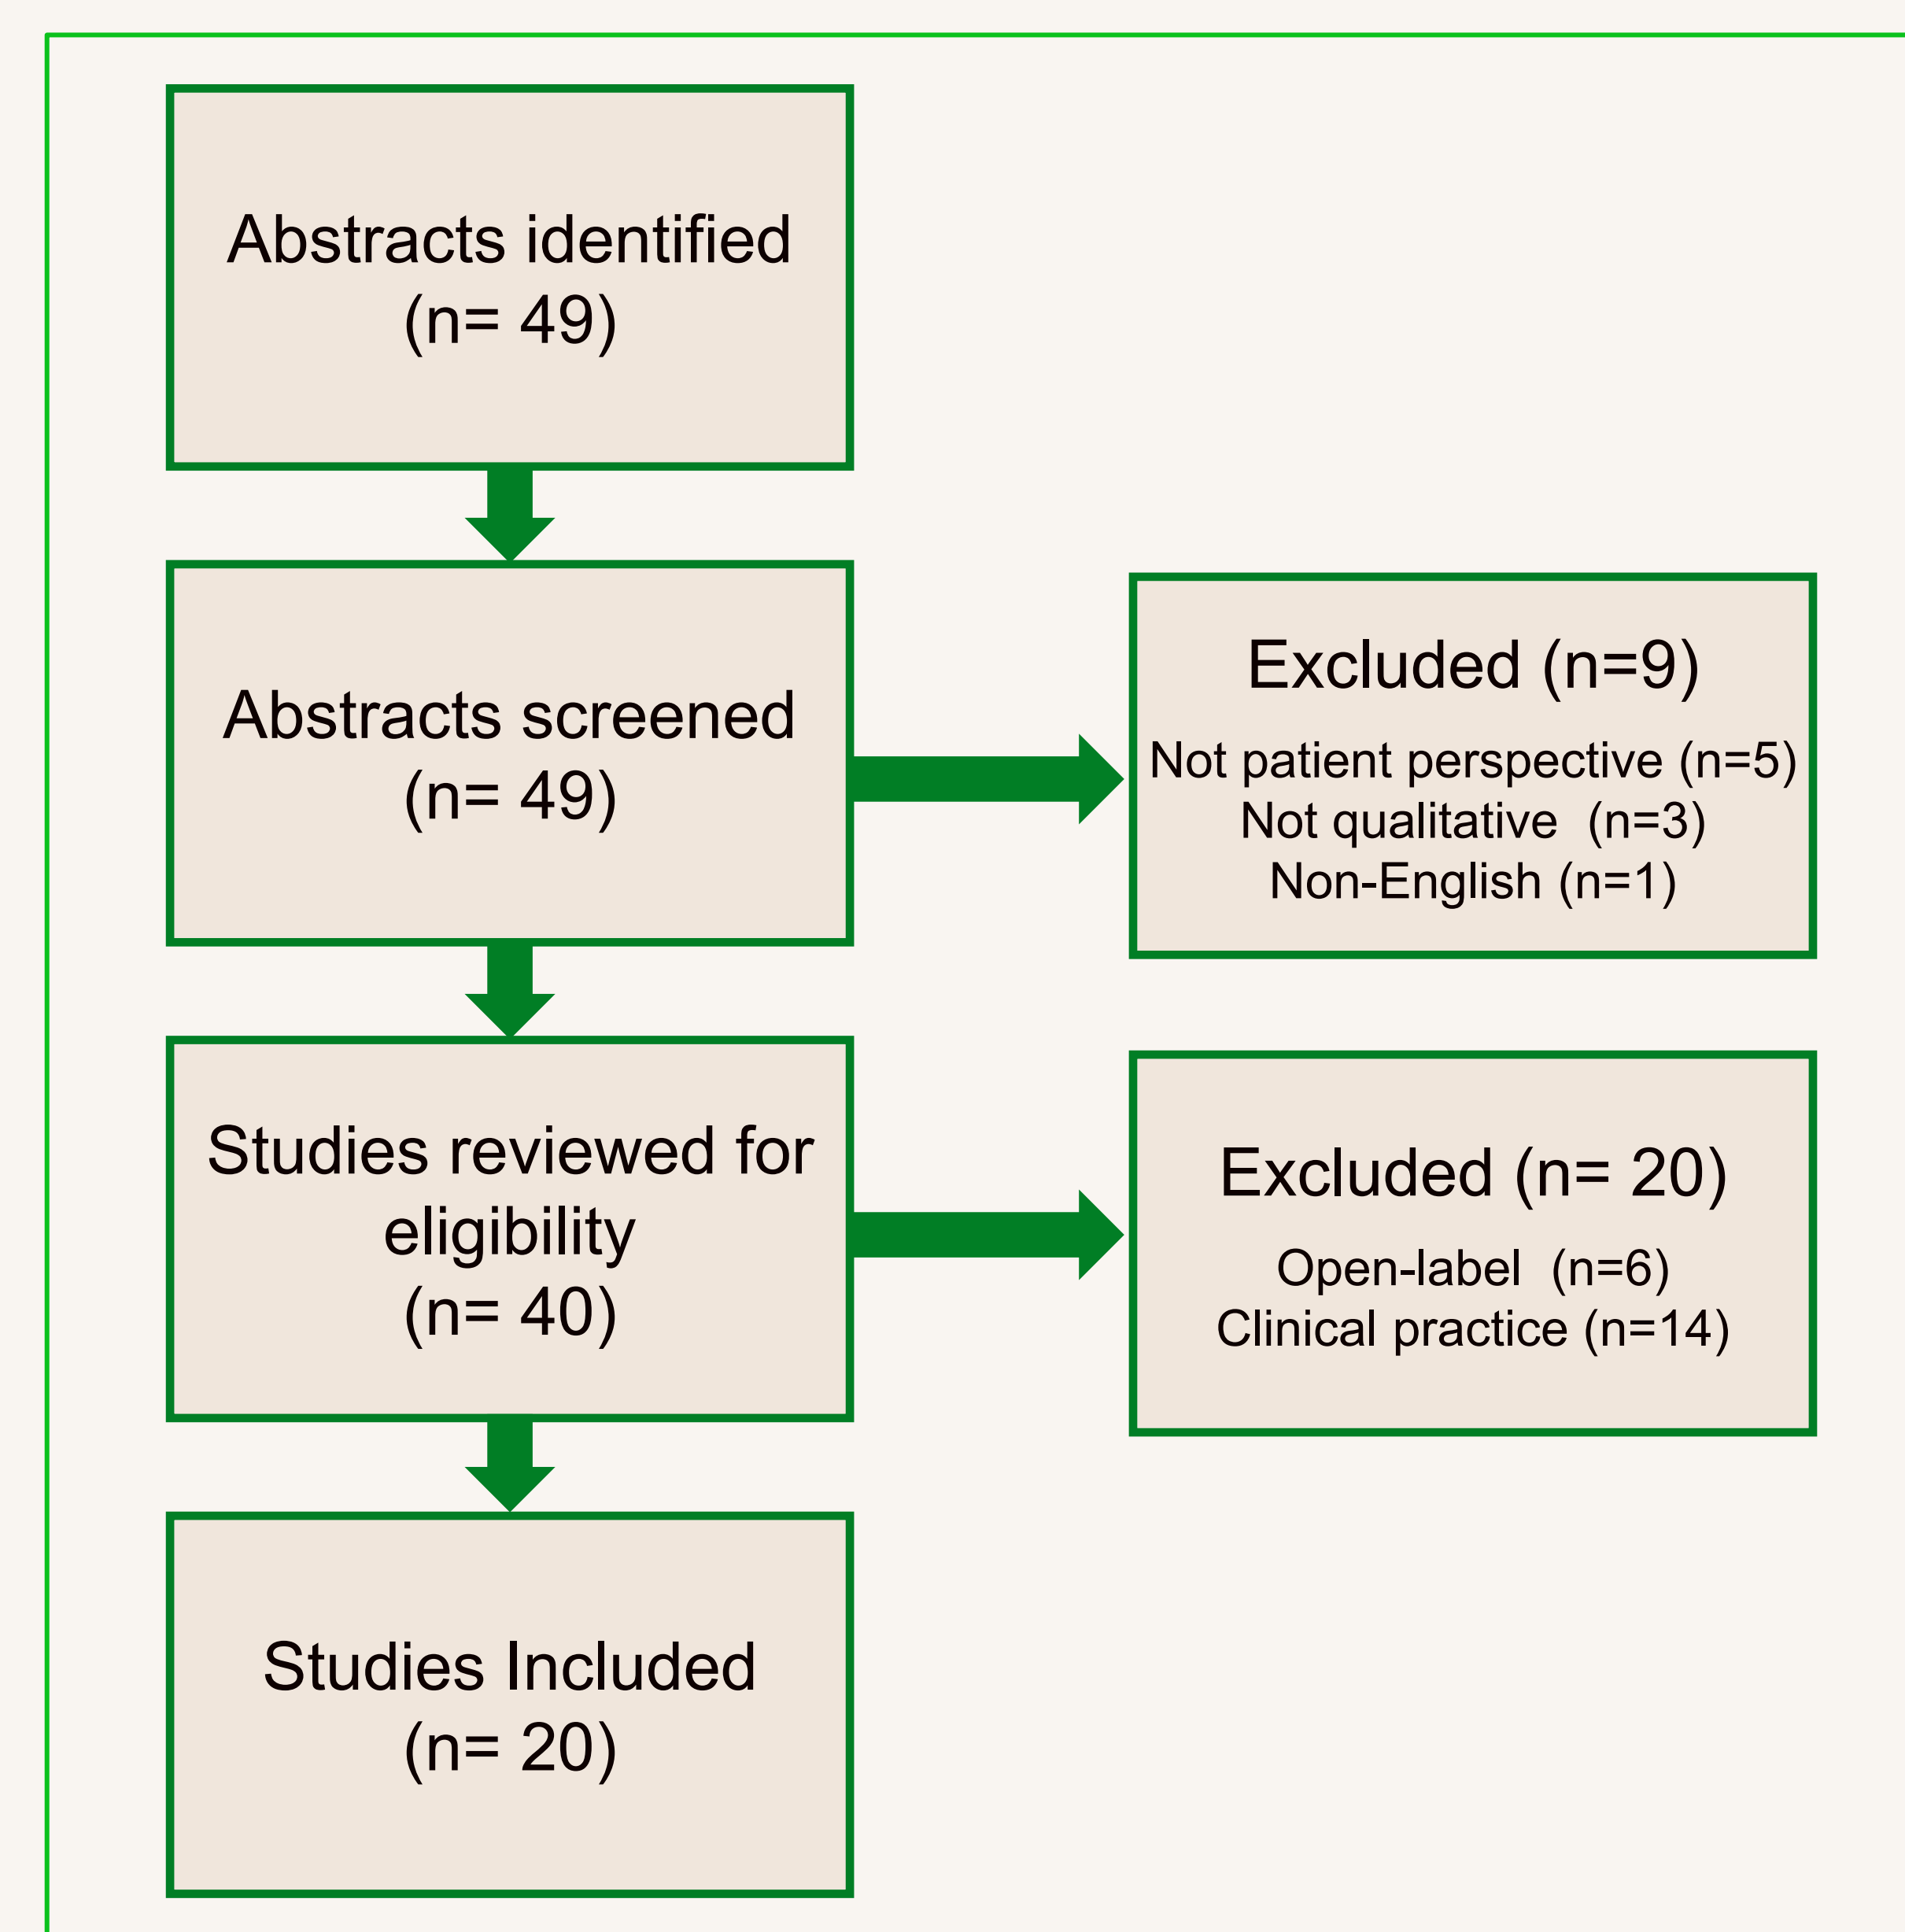 Abstracts identified
(n= 49)
Abstracts screened
(n= 49)
Excluded (n=9)
Not patient perspective (n=5)
Not qualitative  (n=3)
Non-English (n=1)
Studies reviewed for
eligibility
(n= 40)
Excluded (n= 20)
Open-label  (n=6)
Clinical practice (n=14)
Studies Included
(n= 20)